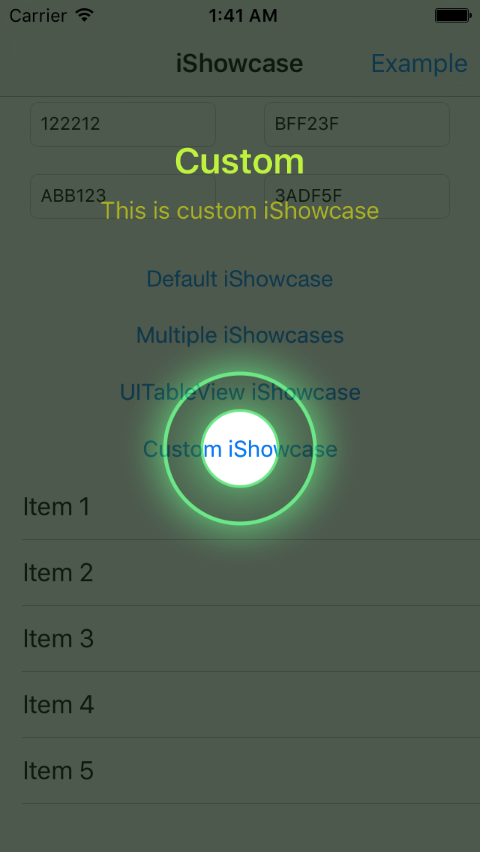 Carrier 1:41 AM
iShowcase Example
122212 BFF23F
Custom
ABB123 3ADF5F
This is custom iShowcase
Default iShowcase
Multiple iShowcases
UITableView iShowcase
Custom iShowcase
Item 1
Item 2
Item 3
Item 4
Item 5